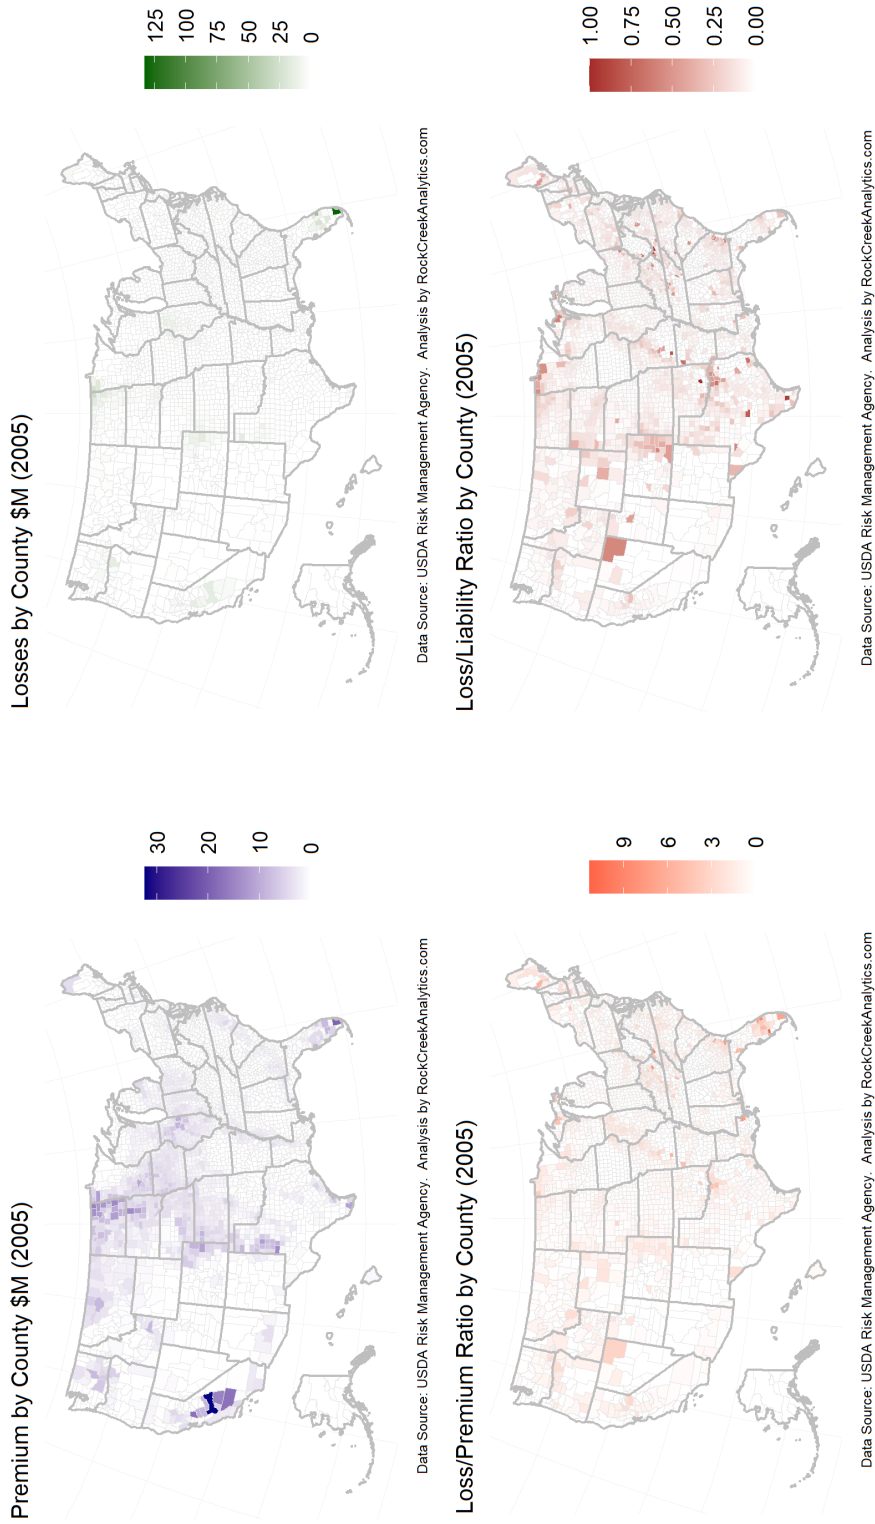 Premium by County $M (2005)
30
20
10
0
Data Source: USDA Risk Management Agency.  Analysis by RockCreekAnalytics.com
Losses by County $M (2005)
125
100
75
50
25
0
Data Source: USDA Risk Management Agency.  Analysis by RockCreekAnalytics.com
Loss/Premium Ratio by County (2005)
9
6
3
0
Data Source: USDA Risk Management Agency.  Analysis by RockCreekAnalytics.com
Loss/Liability Ratio by County (2005)
1.00
0.75
0.50
0.25
0.00
Data Source: USDA Risk Management Agency.  Analysis by RockCreekAnalytics.com